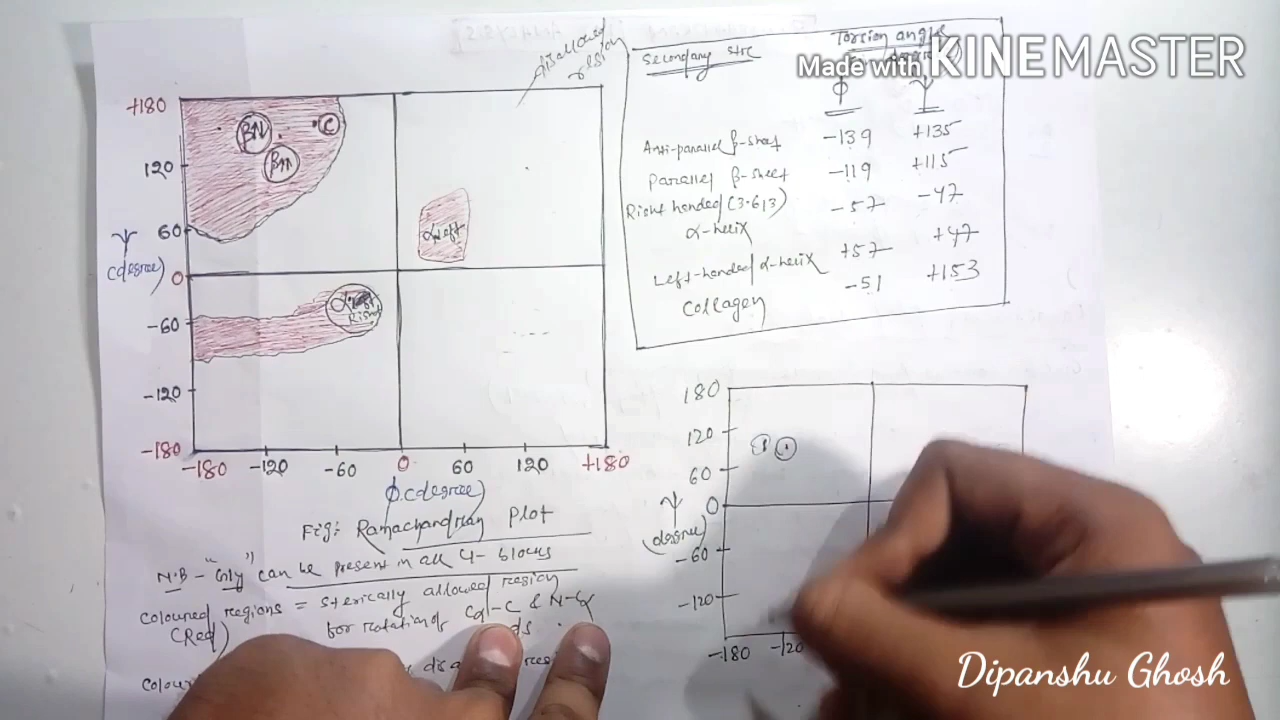 disallowed
region
+180
βN
C
βm
120
60
Ψ
(degree)
0
αleft
α
-60
-120
-180
-180 -120 -60 0 60 120 +180
ϕ (degree)
Fig: Ramachandran Plot
N.B - "Gly" can be present in all 4- blocks
Coloured regions = sterically allowed region
(Red) for rotation of Cα-C & N-Cα
Secondary str
Torsion angle
ϕ Ψ
Anti-parallel β-sheet -139 +135
Parallel β-sheet -119 +115
Right handed (3.613) -57 -47
α-helix
Left-handed α-helix +57 +47
Collagen -51 +153
180
120
60
Ψ
0
(degree)
-60
-120
-180 -120
Made with KINEMASTER
Dipanshu Ghosh